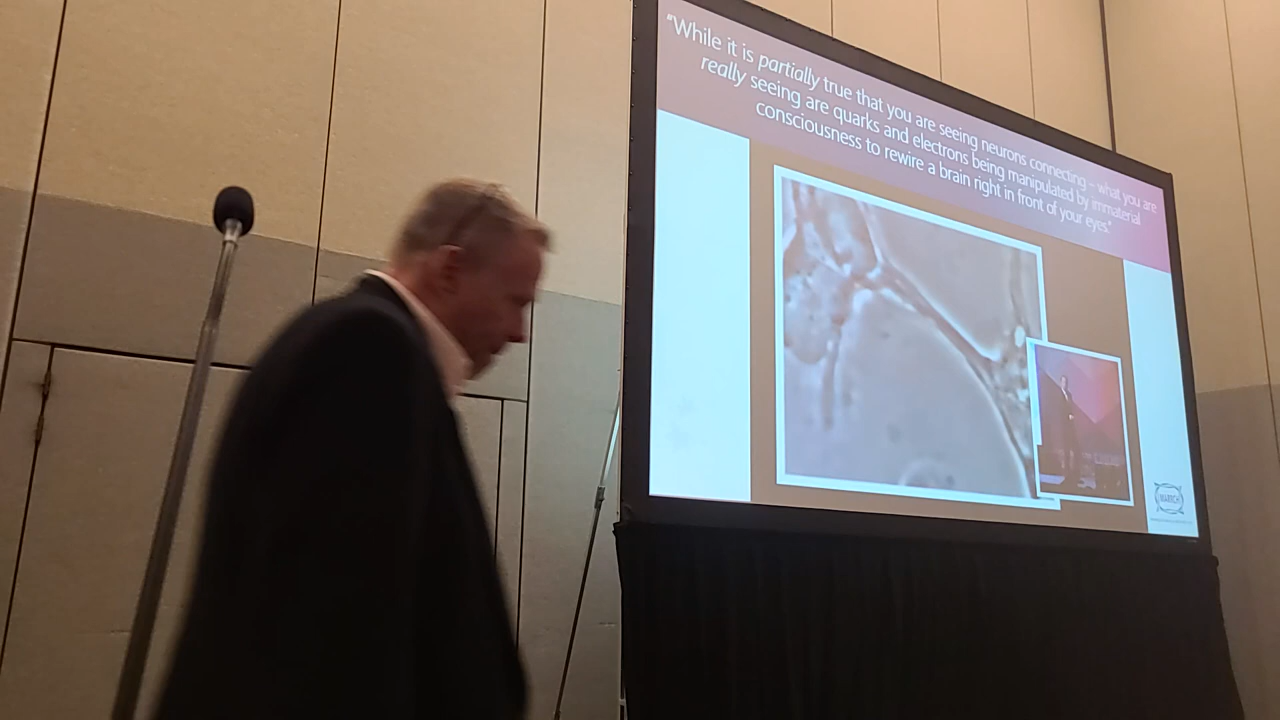 "While it is partially true that you are seeing neurons connecting – what you are
really seeing are quarks and electrons being manipulated by immaterial
consciousness to rewire a brain right in front of your eyes."